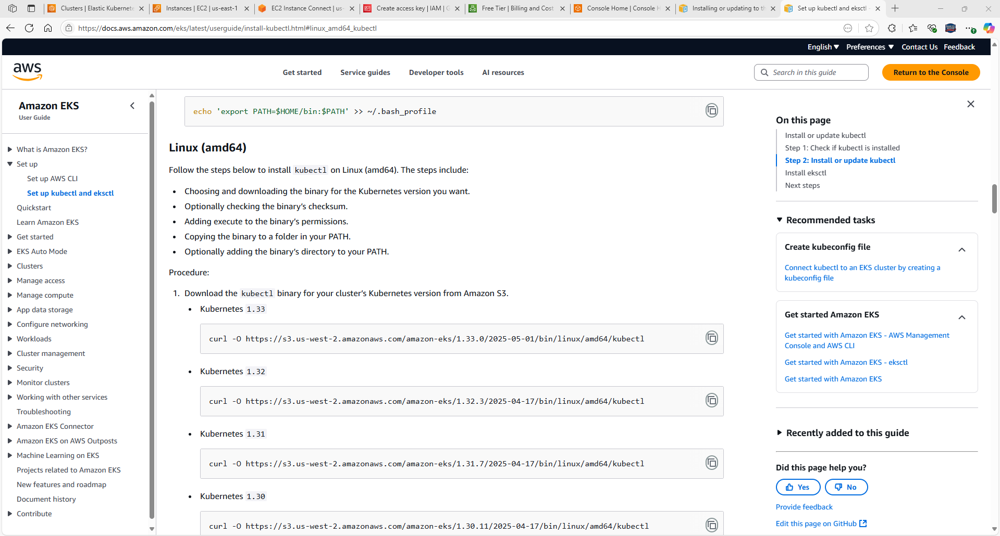 Clusters | Elastic Kubernete
Instances | EC2 | us-east-1
EC2 Instance Connect | us-
Create access key | IAM | G
Free Tier | Billing and Cost
Console Home | Console H
Installing or updating to th
Set up kubectl and eksctl -
https://docs.aws.amazon.com/eks/latest/userguide/install-kubectl.html#linux_amd64_kubectl
English
Preferences
Contact Us
Feedback
aws
Get started
Service guides
Developer tools
AI resources
Search in this guide
Return to the Console
Amazon EKS
User Guide
What is Amazon EKS?
Set up
Set up AWS CLI
Set up kubectl and eksctl
Quickstart
Learn Amazon EKS
Get started
EKS Auto Mode
Clusters
Manage access
Manage compute
App data storage
Configure networking
Workloads
Cluster management
Security
Monitor clusters
Working with other services
Troubleshooting
Amazon EKS Connector
Amazon EKS on AWS Outposts
Machine Learning on EKS
Projects related to Amazon EKS
New features and roadmap
Document history
Contribute
echo 'export PATH=$HOME/bin:$PATH' >> ~/.bash_profile
Linux (amd64)
Follow the steps below to install kubectl on Linux (amd64). The steps include:
• Choosing and downloading the binary for the Kubernetes version you want.
• Optionally checking the binary’s checksum.
• Adding execute to the binary’s permissions.
• Copying the binary to a folder in your PATH.
• Optionally adding the binary’s directory to your PATH.
Procedure:
1. Download the kubectl binary for your cluster’s Kubernetes version from Amazon S3.
• Kubernetes 1.33
curl -O https://s3.us-west-2.amazonaws.com/amazon-eks/1.33.0/2025-05-01/bin/linux/amd64/kubectl
• Kubernetes 1.32
curl -O https://s3.us-west-2.amazonaws.com/amazon-eks/1.32.3/2025-04-17/bin/linux/amd64/kubectl
• Kubernetes 1.31
curl -O https://s3.us-west-2.amazonaws.com/amazon-eks/1.31.7/2025-04-17/bin/linux/amd64/kubectl
• Kubernetes 1.30
curl -O https://s3.us-west-2.amazonaws.com/amazon-eks/1.30.11/2025-04-17/bin/linux/amd64/kubectl
On this page
Install or update kubectl
Step 1: Check if kubectl is installed
Step 2: Install or update kubectl
Install eksctl
Next steps
Recommended tasks
Create kubeconfig file
Connect kubectl to an EKS cluster by creating a
kubeconfig file
Get started Amazon EKS
Get started with Amazon EKS - AWS Management
Console and AWS CLI
Get started with Amazon EKS - eksctl
Get started with Amazon EKS
Recently added to this guide
Did this page help you?
Yes
No
Provide feedback
Edit this page on GitHub